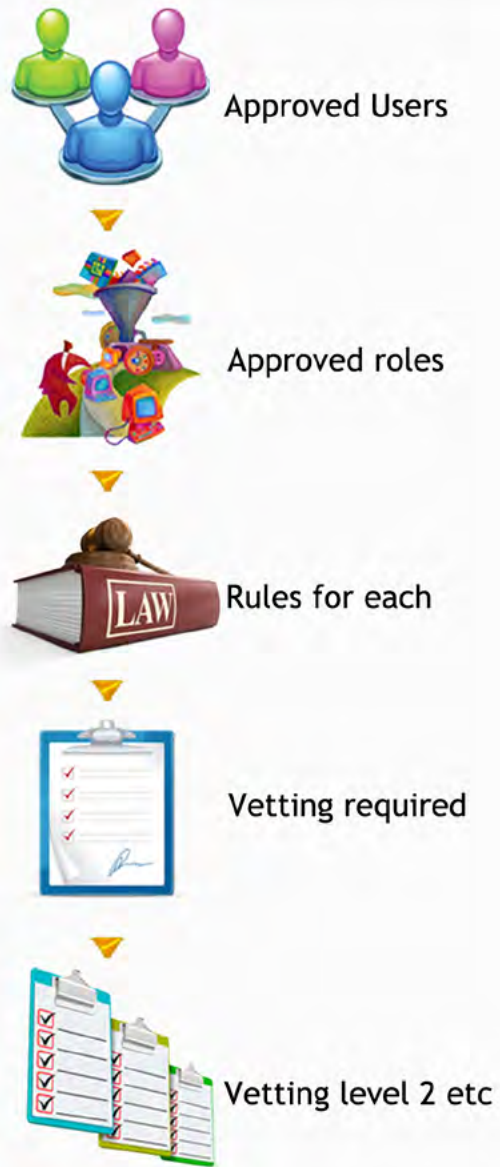 Approved Users
Approved roles
LAW
Rules for each
Vetting required
Vetting level 2 etc